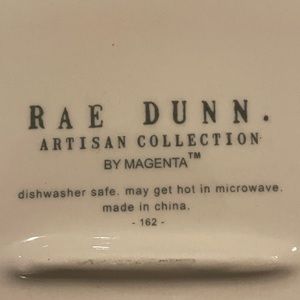 RAE DUNN.
ARTISAN COLLECTION
BY MAGENTA™
dishwasher safe. may get hot in microwave.
made in china.
- 162 -